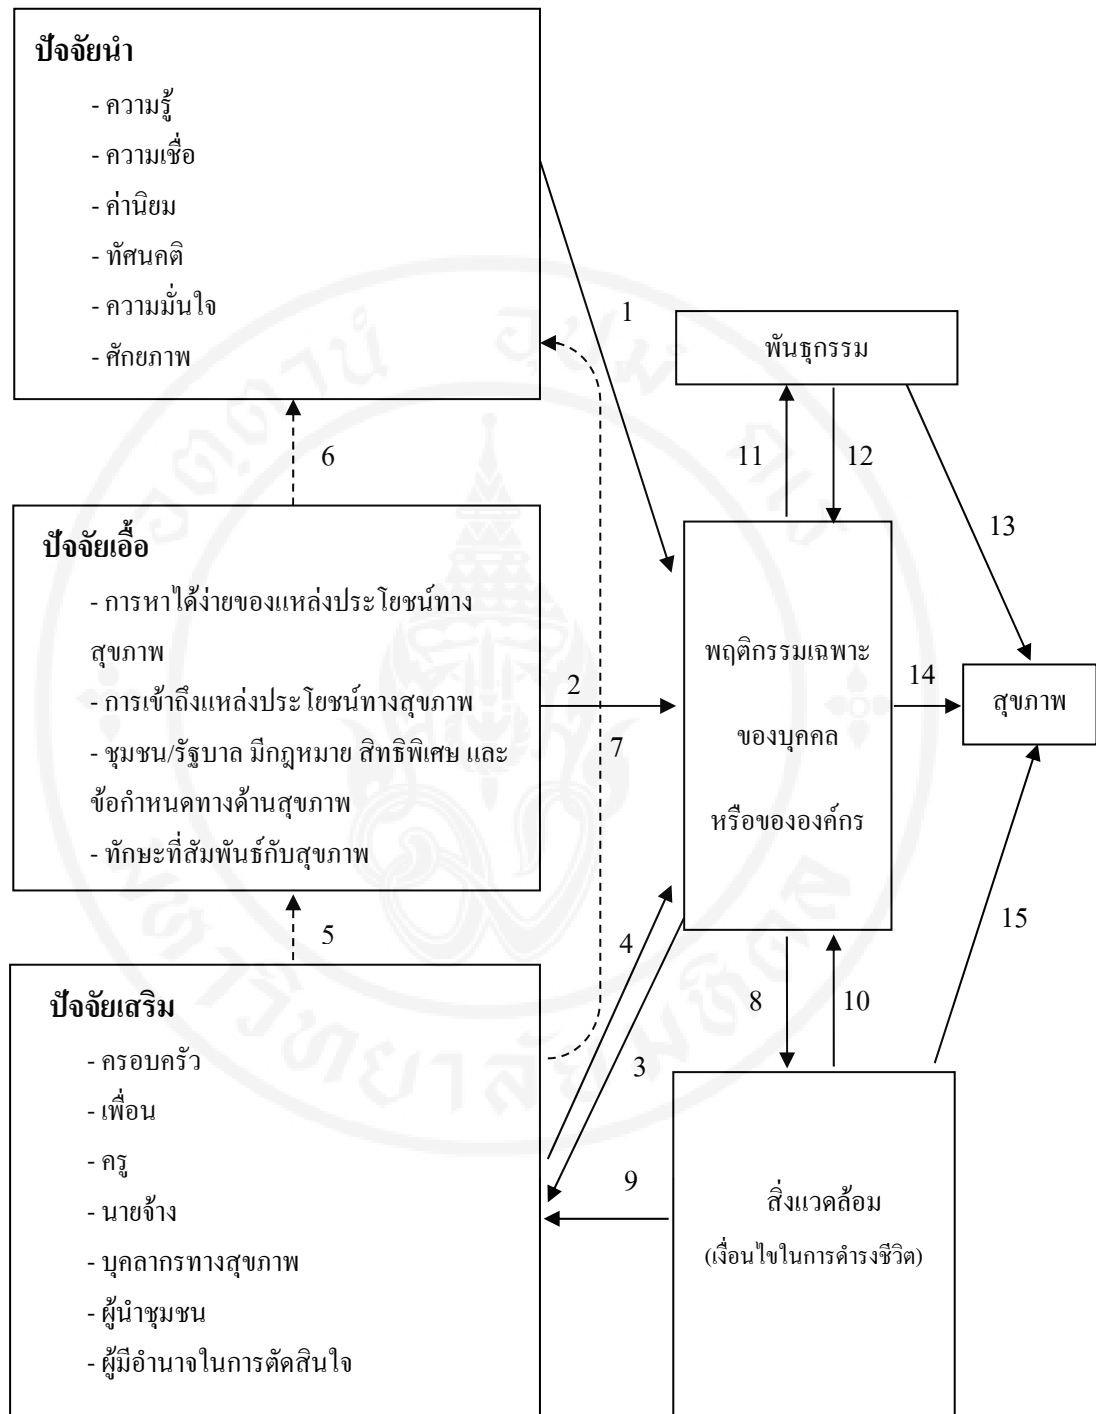 ปัจจัยนำ
- ความรู้
- ความเชื่อ
- ค่านิยม
- ทัศนคติ
- ความมั่นใจ
- ศักยภาพ
1
พันธุกรรม
6
11
12
13
ปัจจัยเอื้อ
- การหาได้ง่ายของแหล่งประโยชน์ทาง
สุขภาพ
- การเข้าถึงแหล่งประโยชน์ทางสุขภาพ
- ชุมชน/รัฐบาล มีกฎหมาย สิทธิพิเศษ และ
ข้อกำหนดทางด้านสุขภาพ
- ทักษะที่สัมพันธ์กับสุขภาพ
2
7
พฤติกรรมเฉพาะ
ของบุคคล
หรือขององค์กร
14
สุขภาพ
5
4
3
8
10
15
ปัจจัยเสริม
- ครอบครัว
- เพื่อน
- ครู
- นายจ้าง
- บุคลากรทางสุขภาพ
- ผู้นำชุมชน
- ผู้มีอำนาจในการตัดสินใจ
9
สิ่งแวดล้อม
(เงื่อนไขในการดำรงชีวิต)
มหาวิทยาลัยมหิดล